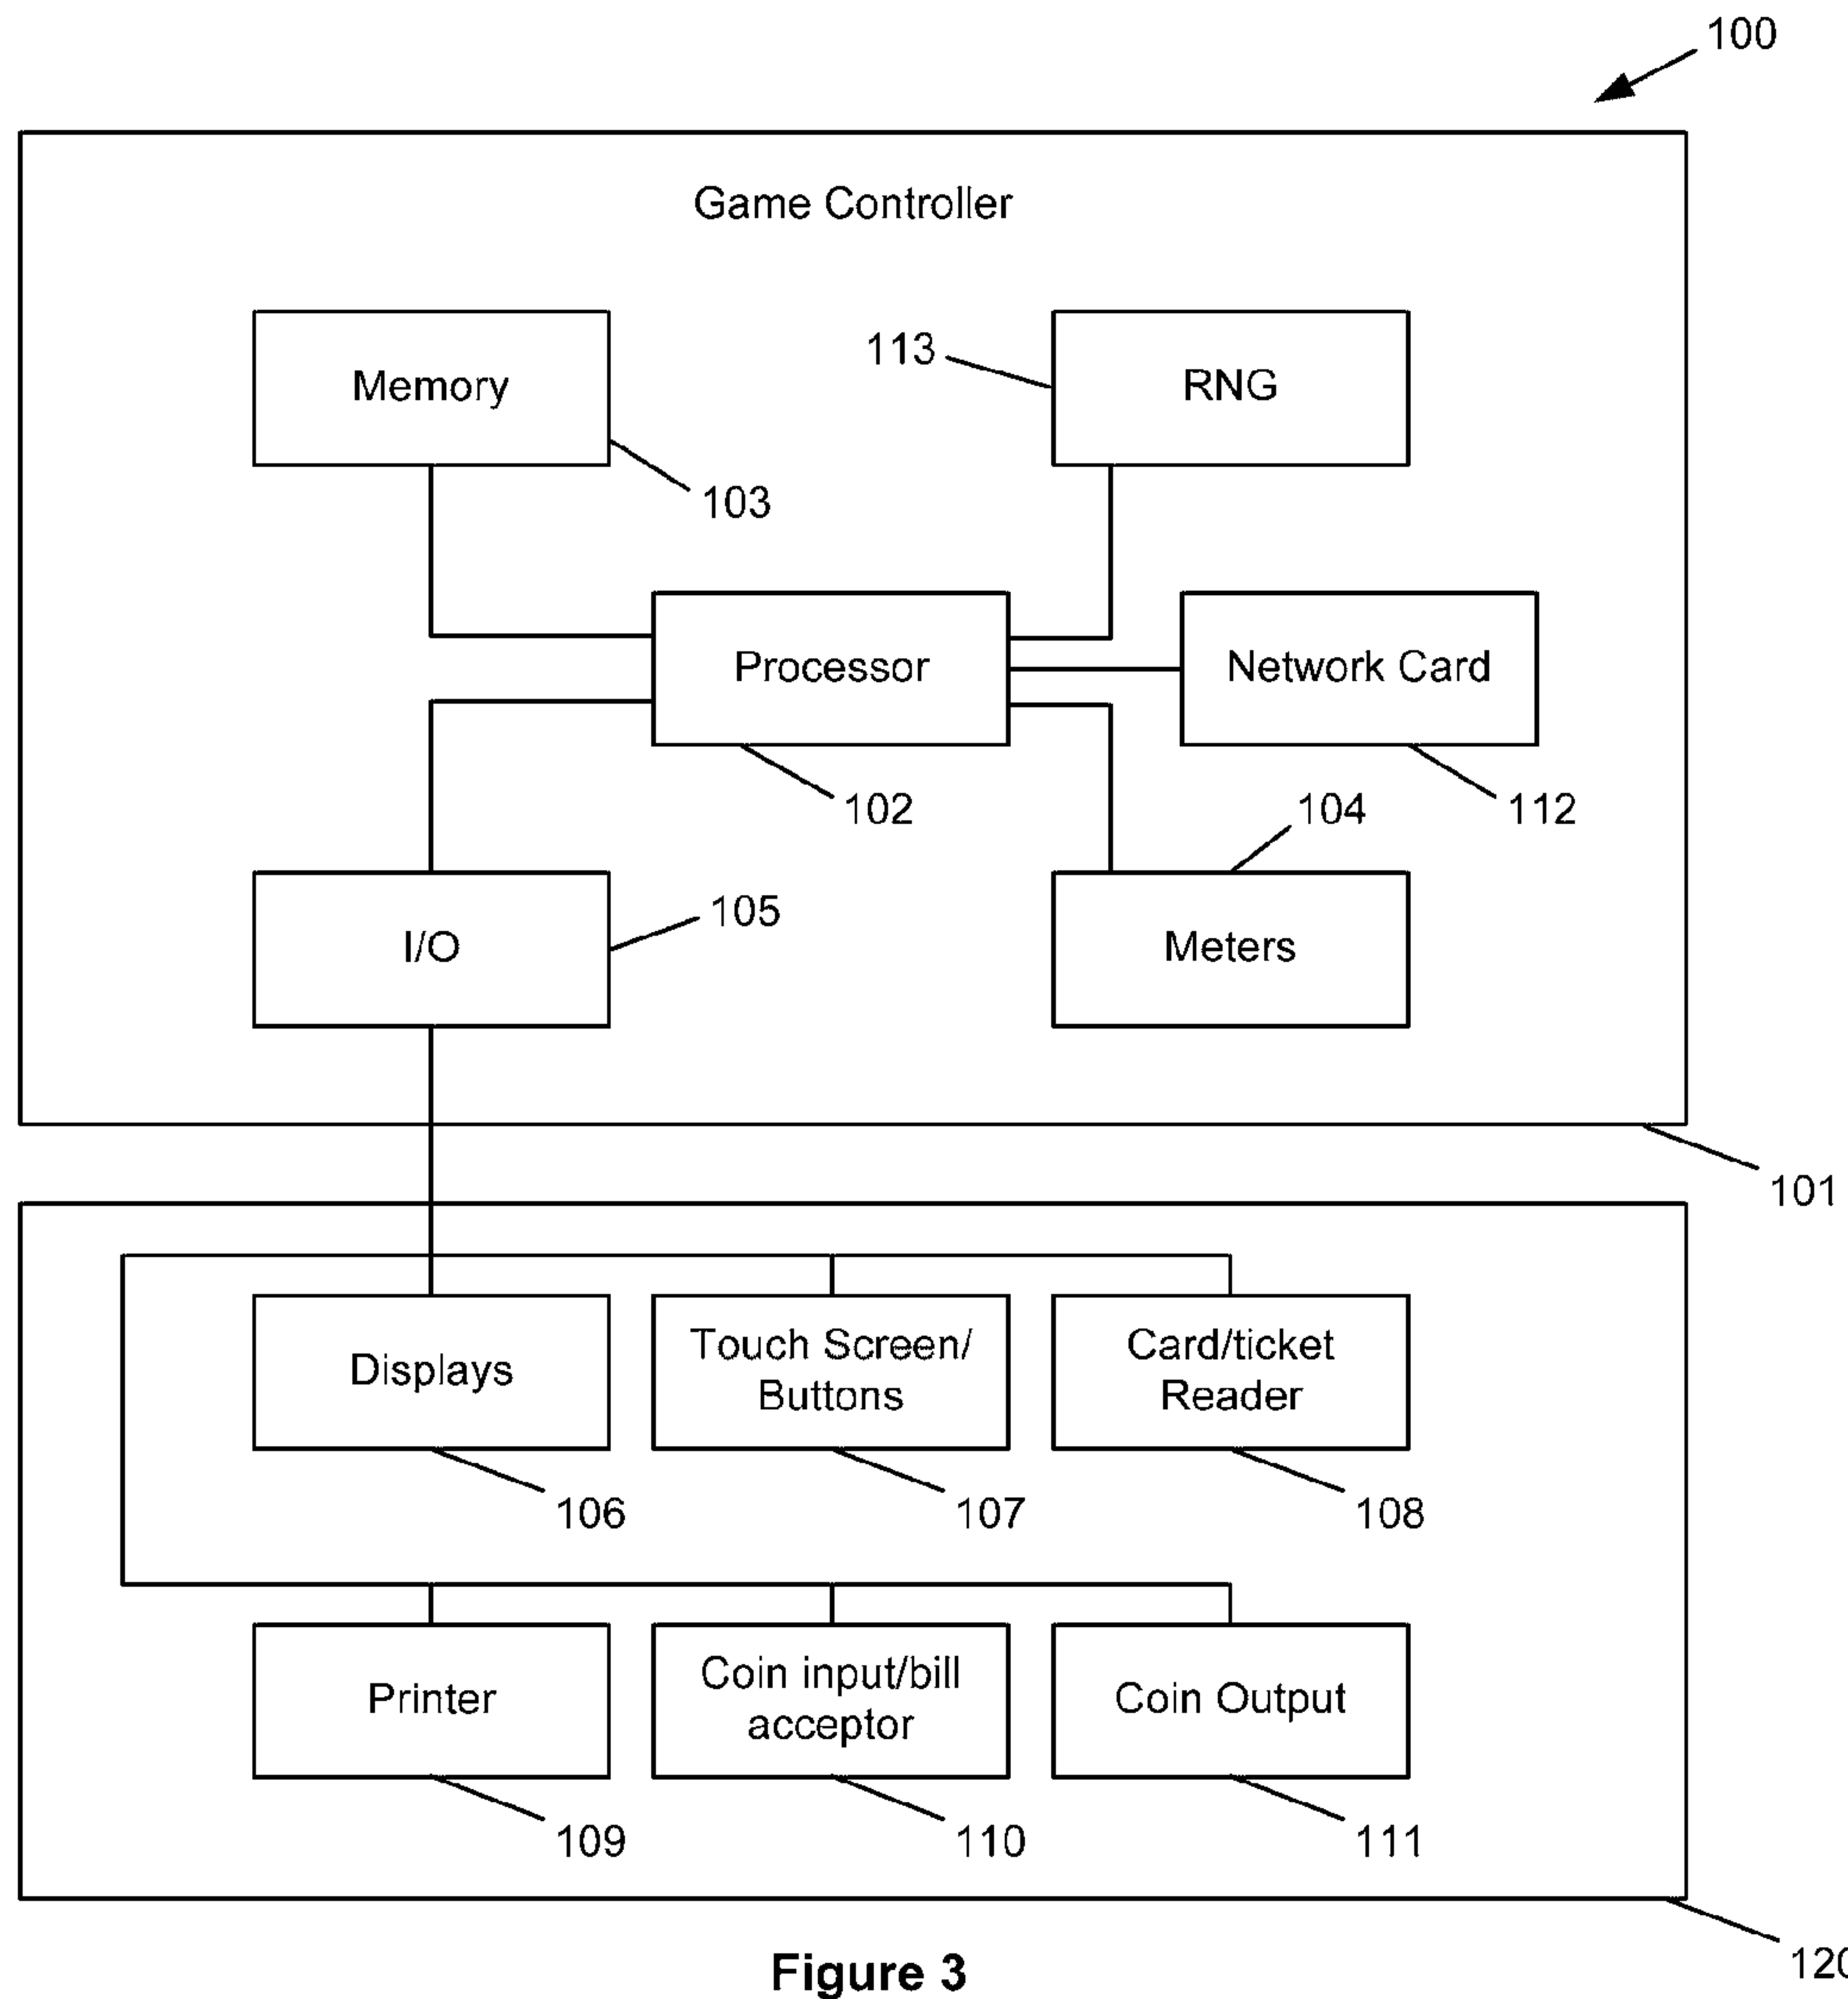 100
Game Controller
Memory
113
RNG
103
Processor
Network Card
102
104
112
I/O
105
Meters
101
Displays
Touch Screen/
Buttons
Card/ticket
Reader
106
107
108
Printer
Coin input/bill
acceptor
Coin Output
109
110
111
120
Figure 3